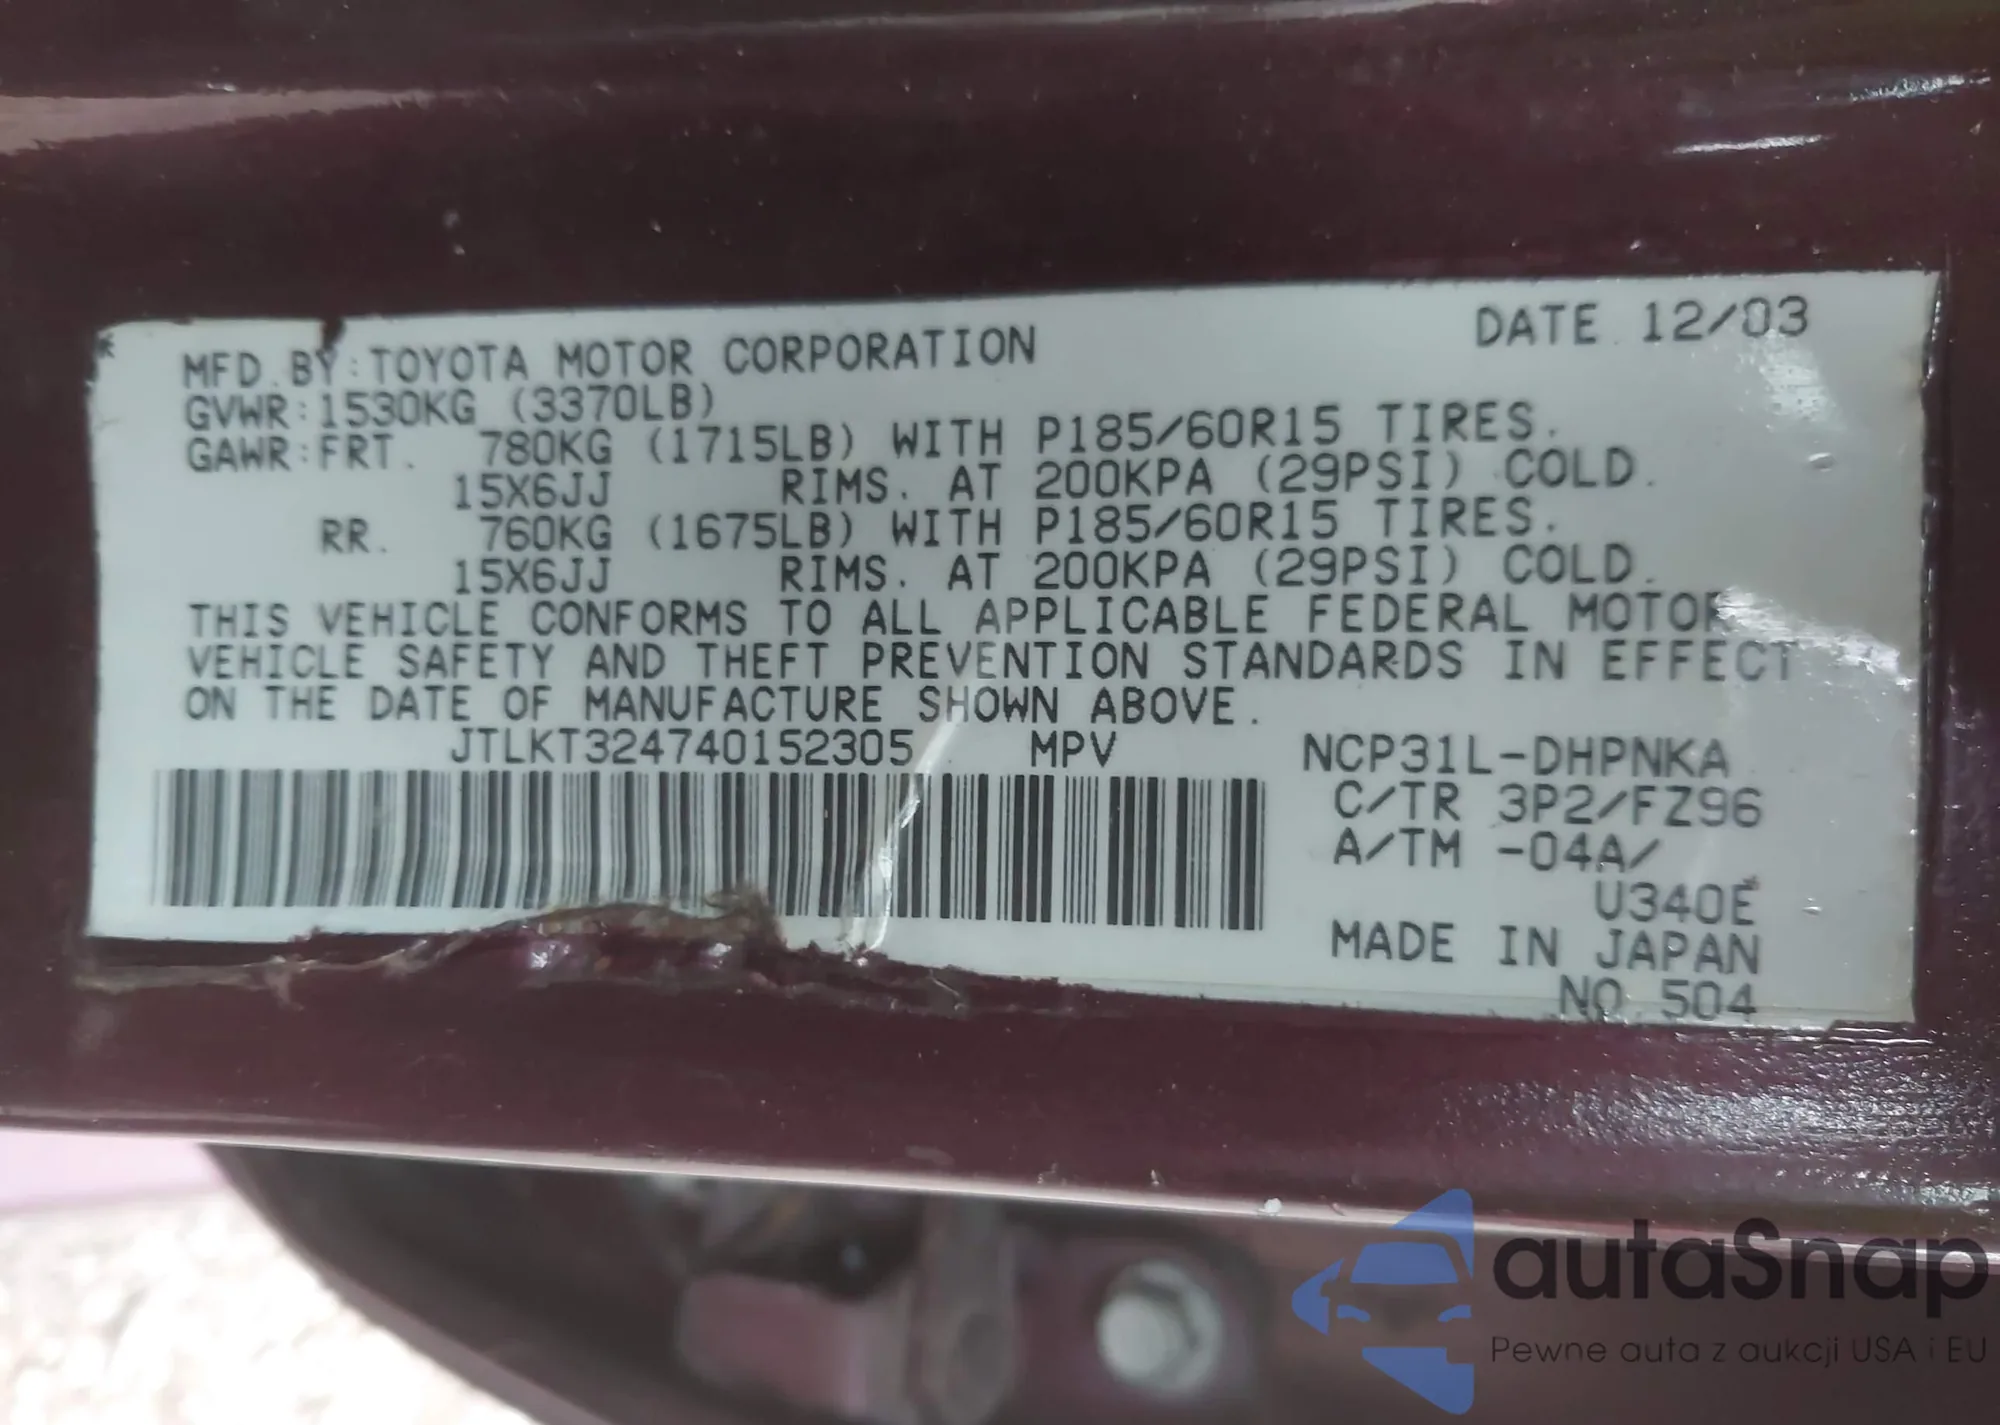 MFD. BY: TOYOTA MOTOR CORPORATION DATE 12/03
GVWR: 1530KG (3370LB)
GAWR: FRT. 780KG (1715LB) WITH P185/60R15 TIRES.
15X6JJ RIMS. AT 200KPA (29PSI) COLD.
RR. 760KG (1675LB) WITH P185/60R15 TIRES.
15X6JJ RIMS. AT 200KPA (29PSI) COLD.
THIS VEHICLE CONFORMS TO ALL APPLICABLE FEDERAL MOTOR
VEHICLE SAFETY AND THEFT PREVENTION STANDARDS IN EFFECT
ON THE DATE OF MANUFACTURE SHOWN ABOVE.
JTLKT324740152305 MPV NCP31L-DHPNKA
C/TR 3P2/FZ96
A/TM -04A/
U340E
MADE IN JAPAN
NO. 504
autaSnap
Pewne auta z aukcji USA i EU